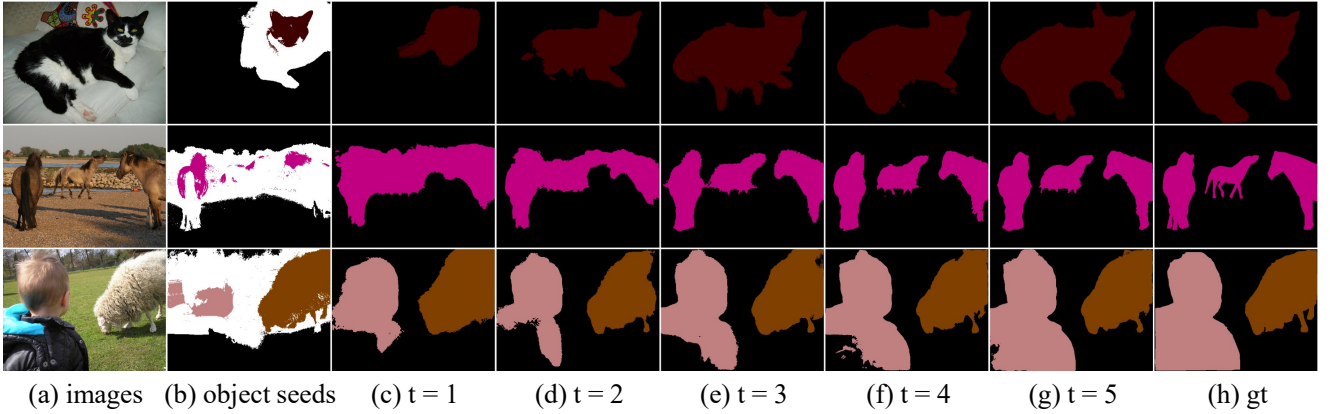 (a) images (b) object seeds (c) t = 1 (d) t = 2 (e) t = 3 (f) t = 4 (g) t = 5 (h) gt